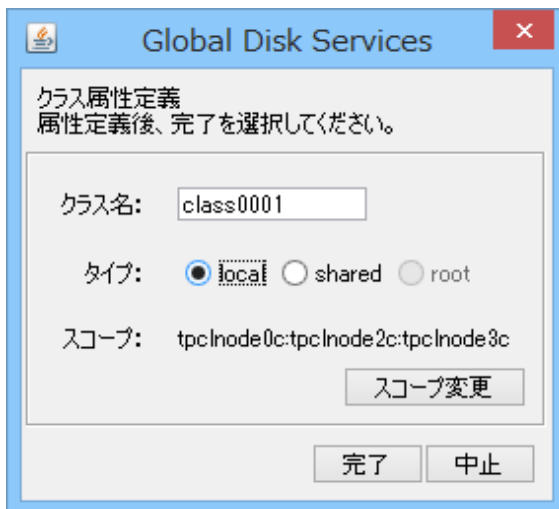 Global Disk Services
クラス属性定義
属性定義後、完了を選択してください。
クラス名: class0001
タイプ: local shared root
スコープ: tpclnode0c:tpclnode2c:tpclnode3c
スコープ変更
完了 中止